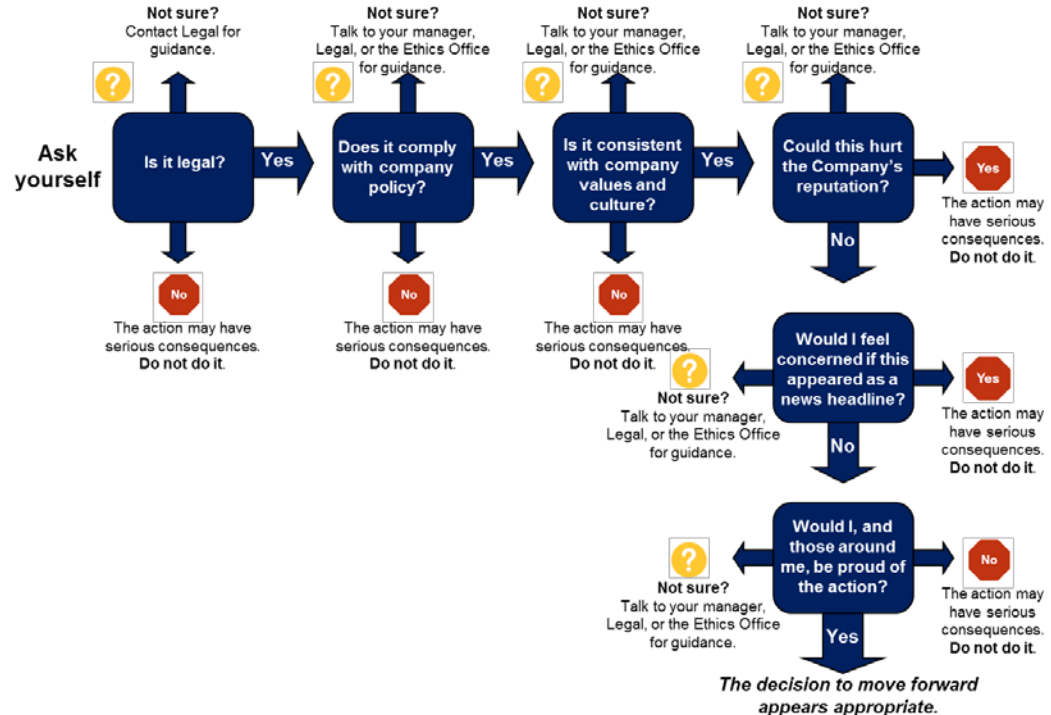 Not sure?
Contact Legal for
guidance.
Not sure?
Talk to your manager,
Legal, or the Ethics Office
for guidance.
Not sure?
Talk to your manager,
Legal, or the Ethics Office
for guidance.
Not sure?
Talk to your manager,
Legal, or the Ethics Office
for guidance.
?
?
?
?
Ask
yourself
Is it legal?
Yes
Does it comply
with company
policy?
Yes
Is it consistent
with company
values and
culture?
Yes
Could this hurt
the Company's
reputation?
Yes
The action may
have serious
consequences.
Do not do it.
No
The action may have
serious consequences.
Do not do it.
No
The action may have
serious consequences.
Do not do it.
No
The action may have
serious consequences.
Do not do it.
No
Would I feel
concerned if this
appeared as a
news headline?
?
Not sure?
Talk to your manager,
Legal, or the Ethics Office
for guidance.
Yes
The action may
have serious
consequences.
Do not do it.
No
Would I, and
those around
me, be proud of
the action?
?
Not sure?
Talk to your manager,
Legal, or the Ethics Office
for guidance.
No
The action may
have serious
consequences.
Do not do it.
Yes
The decision to move forward
appears appropriate.